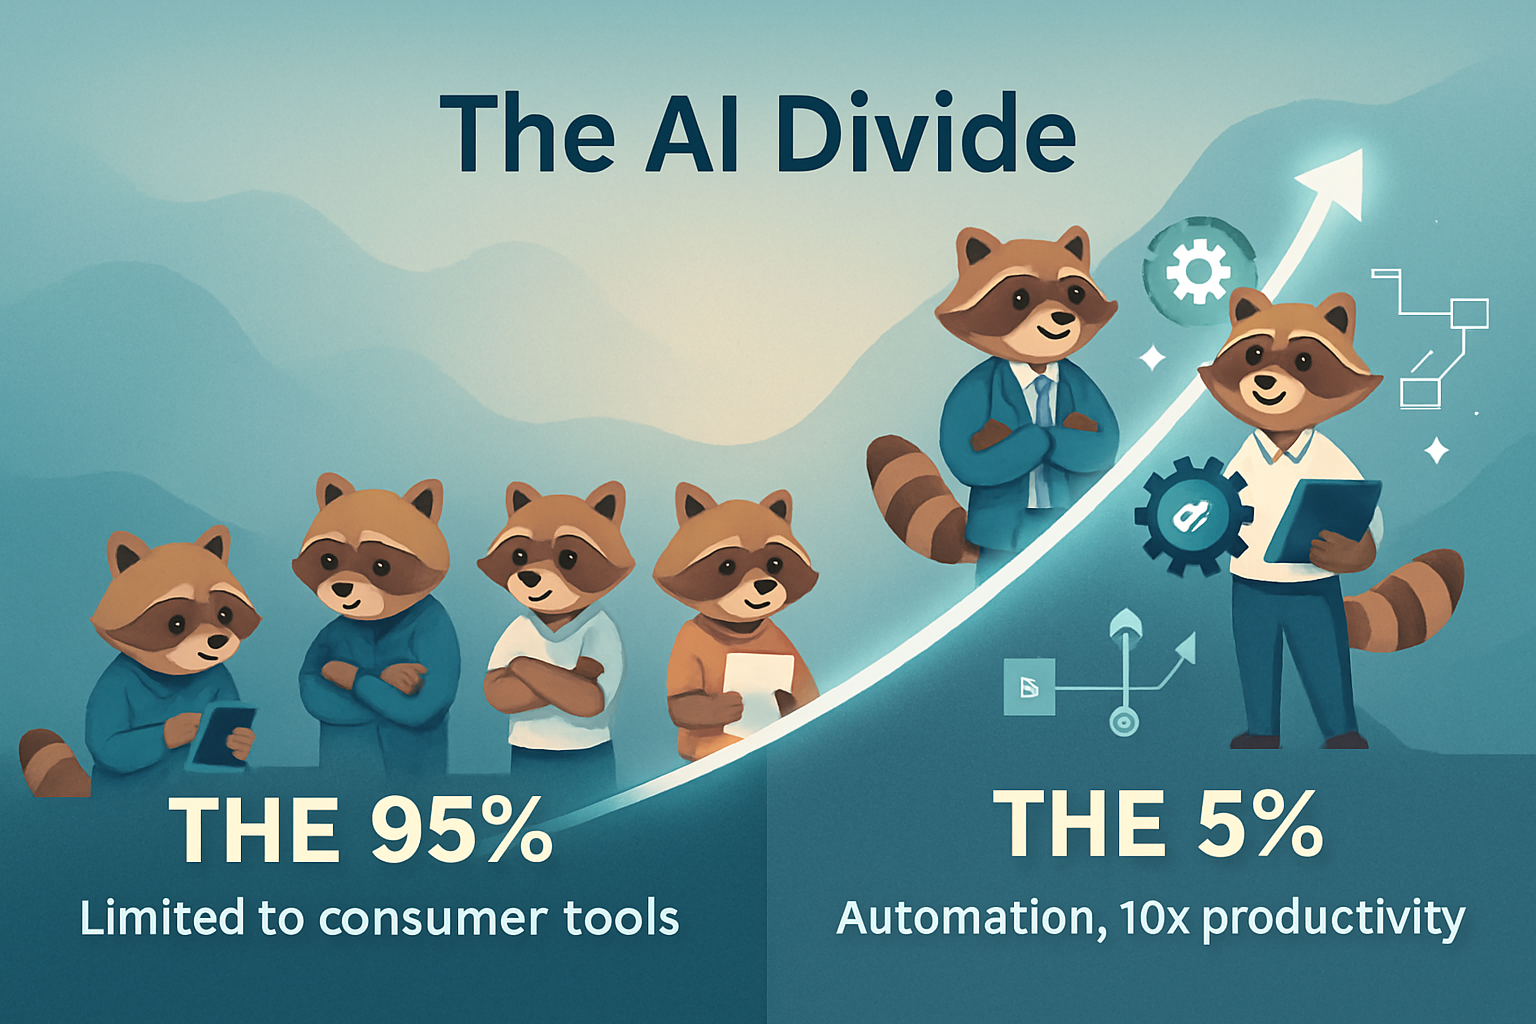 The AI Divide
THE 95%
Limited to consumer tools
THE 5%
Automation, 10x productivity